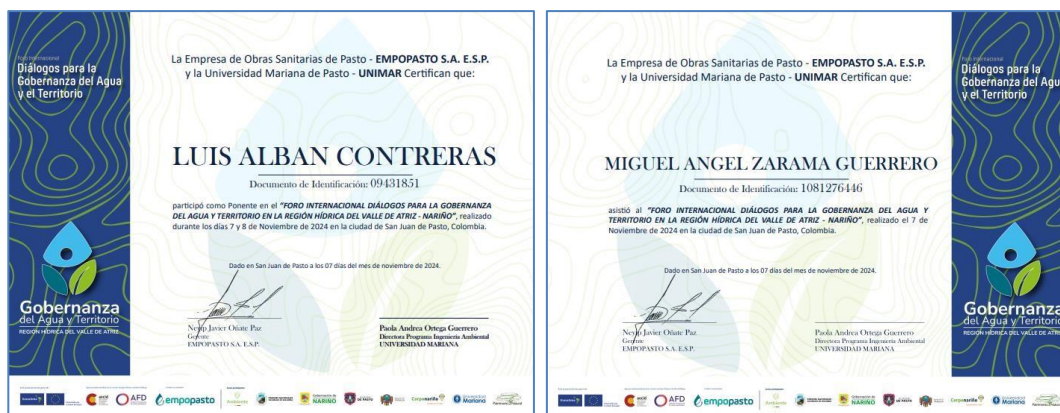 Foro Internacional
Diálogos para la
Gobernanza del Agua
y el Territorio
Gobernanza
del Agua y Territorio
REGIÓN HÍDRICA DEL VALLE DE ATRIZ
La Empresa de Obras Sanitarias de Pasto - EMPOPASTO S.A. E.S.P.
y la Universidad Mariana de Pasto - UNIMAR Certifican que:
LUIS ALBAN CONTRERAS
Documento de Identificación: 09431851
participó como Ponente en el "FORO INTERNACIONAL DIÁLOGOS PARA LA GOBERNANZA
DEL AGUA Y TERRITORIO EN LA REGIÓN HÍDRICA DEL VALLE DE ATRIZ - NARIÑO", realizado
durante los días 7 y 8 de Noviembre de 2024 en la ciudad de San Juan de Pasto, Colombia.
Dado en San Juan de Pasto a los 07 días del mes de noviembre de 2024.
Javier Oñate Paz
Gerente
EMPOPASTO S.A. E.S.P.
Paola Andrea Ortega Guerrero
Directora Programa Ingeniería Ambiental
UNIVERSIDAD MARIANA
AFD
empopasto
Ambiente
NARIÑO
Corponariño
Universidad
Mariana
La Empresa de Obras Sanitarias de Pasto - EMPOPASTO S.A. E.S.P.
y la Universidad Mariana de Pasto - UNIMAR Certifican que:
MIGUEL ANGEL ZARAMA GUERRERO
Documento de Identificación: 1081276446
asistió al "FORO INTERNACIONAL DIÁLOGOS PARA LA GOBERNANZA DEL AGUA Y
TERRITORIO EN LA REGIÓN HÍDRICA DEL VALLE DE ATRIZ - NARIÑO", realizado el 7 de
Noviembre de 2024 en la ciudad de San Juan de Pasto, Colombia.
Dado en San Juan de Pasto a los 07 días del mes de noviembre de 2024.
Javier Oñate Paz
Gerente
EMPOPASTO S.A. E.S.P.
Paola Andrea Ortega Guerrero
Directora Programa Ingeniería Ambiental
UNIVERSIDAD MARIANA
Foro Internacional
Diálogos para la
Gobernanza del Agu
y el Territorio
Gobernanza
del Agua y Territorio
REGIÓN HÍDRICA DEL VALLE DE ATRIZ
AFD
empopasto
Ambiente
NARIÑO
Corponariño
Universidad
Mariana